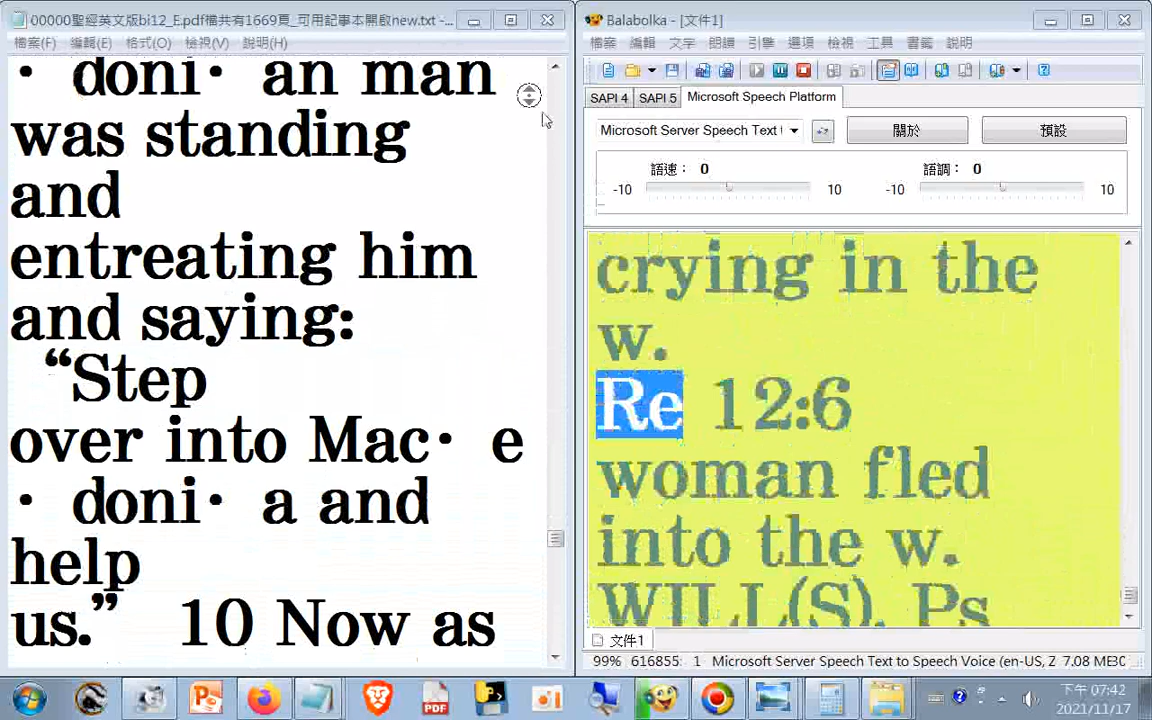 00000聖經英文版bi12_E.pdf檔共有1669頁_可用記事本開啟new.txt -...
檔案(F) 編輯(E) 格式(O) 檢視(V) 說明(H)
· doni· an man
was standing
and
entreating him
and saying:
“Step
over into Mac· e
· doni· a and
help
us.” 10 Now as
Balabolka - [文件1]
檔案 編輯 文字 朗讀 引擎 選項 檢視 工具 書籤 說明
SAPI 4 SAPI 5 Microsoft Speech Platform
Microsoft Server Speech Text 關於 預設
語速： 0 語調： 0
-10 10 -10 10
crying in the
w.
Re 12:6
woman fled
into the w.
WILL(S), Ps
文件1
99% 616855: 1 Microsoft Server Speech Text to Speech Voice (en-US, Z 7.08 MB
PDF
下午 07:42
2021/11/17